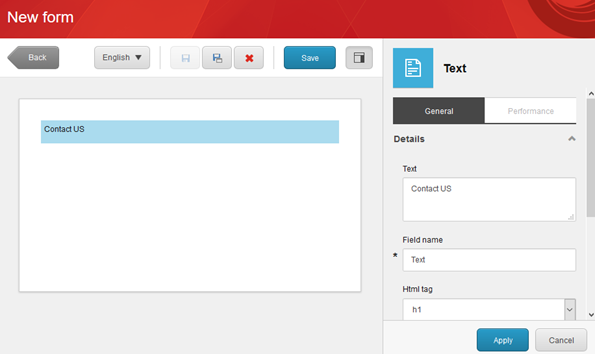 New form
Back
English
Save
Contact US
Text
General
Performance
Details
Text
Contact US
Field name
* Text
Html tag
h1
Apply
Cancel